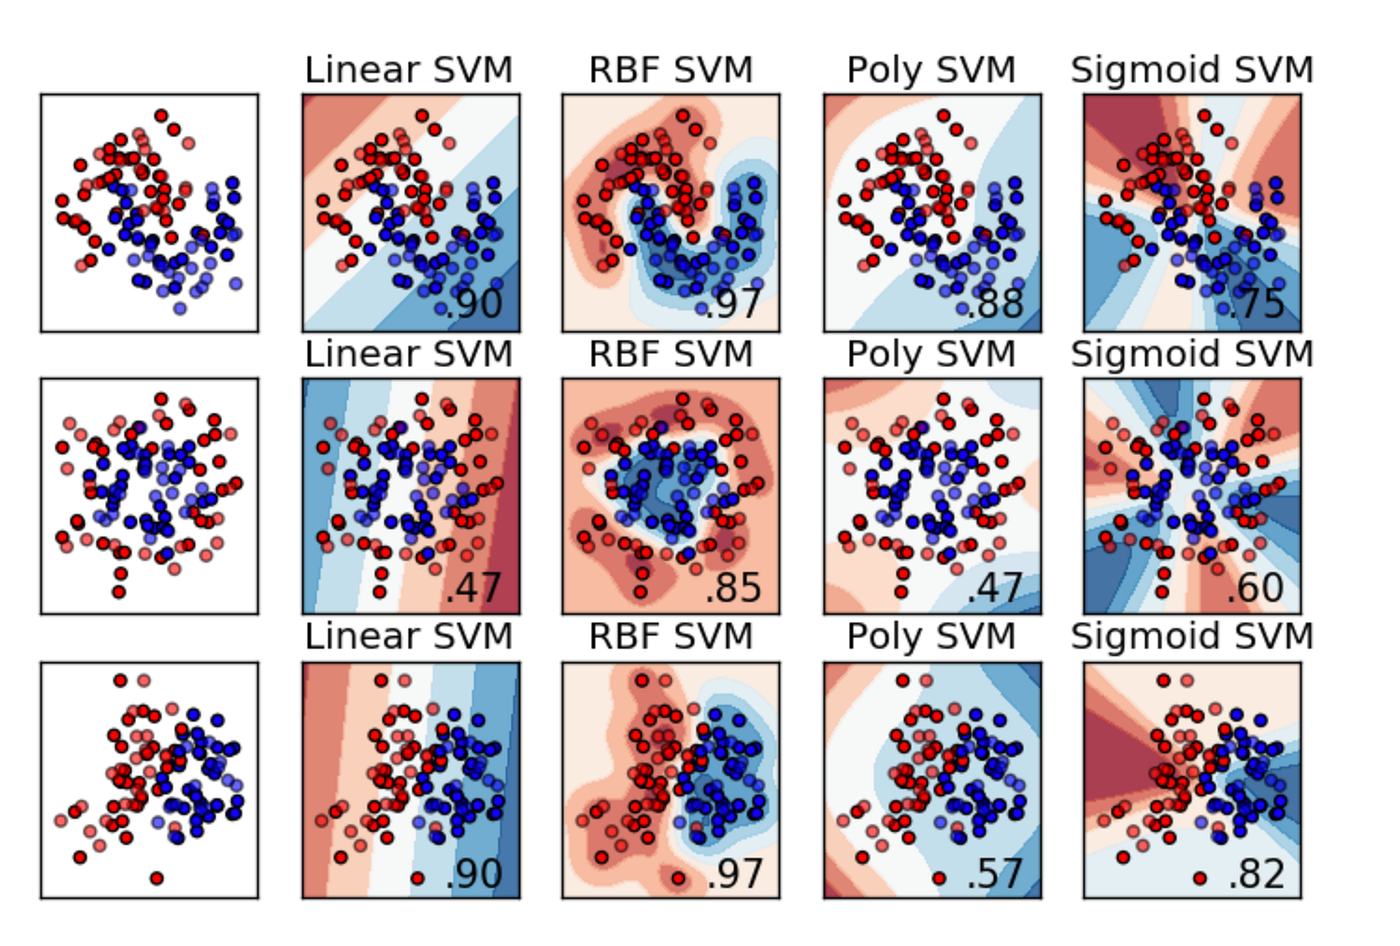 Linear SVM RBF SVM Poly SVM Sigmoid SVM
.90 .97 .88 .75
Linear SVM RBF SVM Poly SVM Sigmoid SVM
.47 .85 .47 .60
Linear SVM RBF SVM Poly SVM Sigmoid SVM
.90 .97 .57 .82